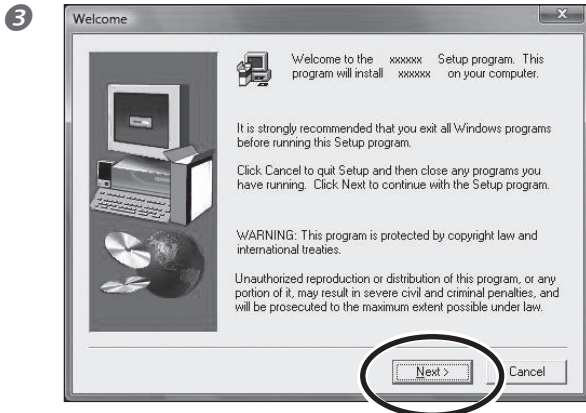 3
Welcome
Welcome to the xxxxxx Setup program. This
program will install xxxxxx on your computer.
It is strongly recommended that you exit all Windows programs
before running this Setup program.
Click Cancel to quit Setup and then close any programs you
have running. Click Next to continue with the Setup program.
WARNING: This program is protected by copyright law and
international treaties.
Unauthorized reproduction or distribution of this program, or any
portion of it, may result in severe civil and criminal penalties, and
will be prosecuted to the maximum extent possible under law.
Next > Cancel